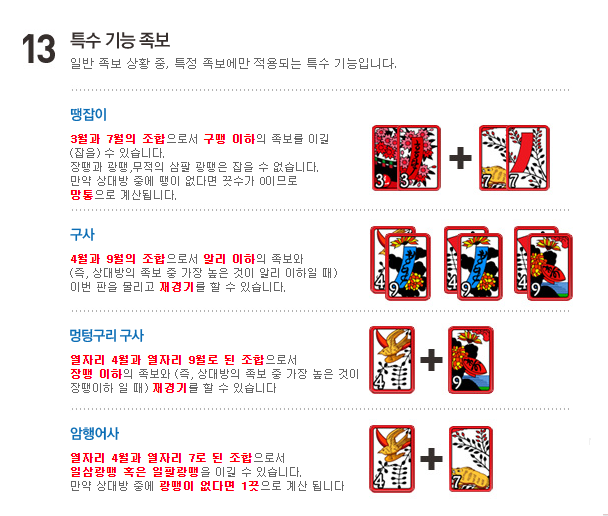 13 특수 기능 족보
일반 족보 상황 중, 특정 족보에만 적용되는 특수 기능입니다.
땡잡이
3월과 7월의 조합으로서 구땡 이하의 족보를 이길
(잡을) 수 있습니다.
장땡과 광땡,무적의 삼팔 광땡은 잡을 수 없습니다.
만약 상대방 중에 땡이 없다면 끗수가 0이므로
망통으로 계산됩니다.
3 3 + 7 7
구사
4월과 9월의 조합으로서 알리 이하의 족보와
(즉, 상대방의 족보 중 가장 높은 것이 알리 이하일 때)
이번 판을 물리고 재경기를 할 수 있습니다.
4 9 4 9 4 9
멍텅구리 구사
열자리 4월과 열자리 9월로 된 조합으로서
장땡 이하의 족보와 (즉, 상대방의 족보 중 가장 높은 것이
장땡이하 일 때) 재경기를 할 수 있습니다
4 + 9
암행어사
열자리 4월과 열자리 7로 된 조합으로서
일삼광땡 혹은 일팔광땡을 이길 수 있습니다.
만약 상대방 중에 광땡이 없다면 1끗으로 계산 됩니다
4 + 7